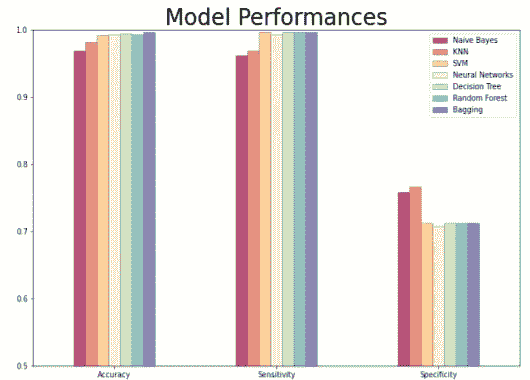 Model Performances
1.0
0.9
0.8
0.7
0.6
0.5
Naive Bayes
KNN
SVM
Neural Networks
Decision Tree
Random Forest
Bagging
Accuracy
Sensitivity
Specificity